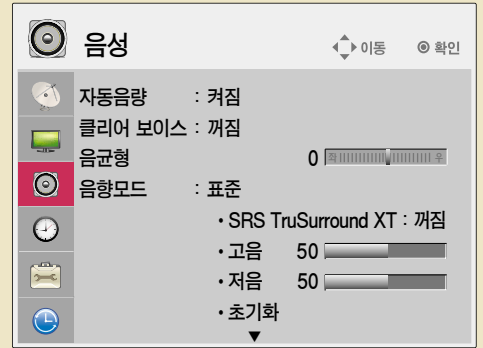 음성 이동 ◉ 확인
자동음량 : 켜짐
클리어 보이스 : 꺼짐
음균형 0 좌 우
음향모드 : 표준
• SRS TruSurround XT : 꺼짐
• 고음 50
• 저음 50
• 초기화
▼